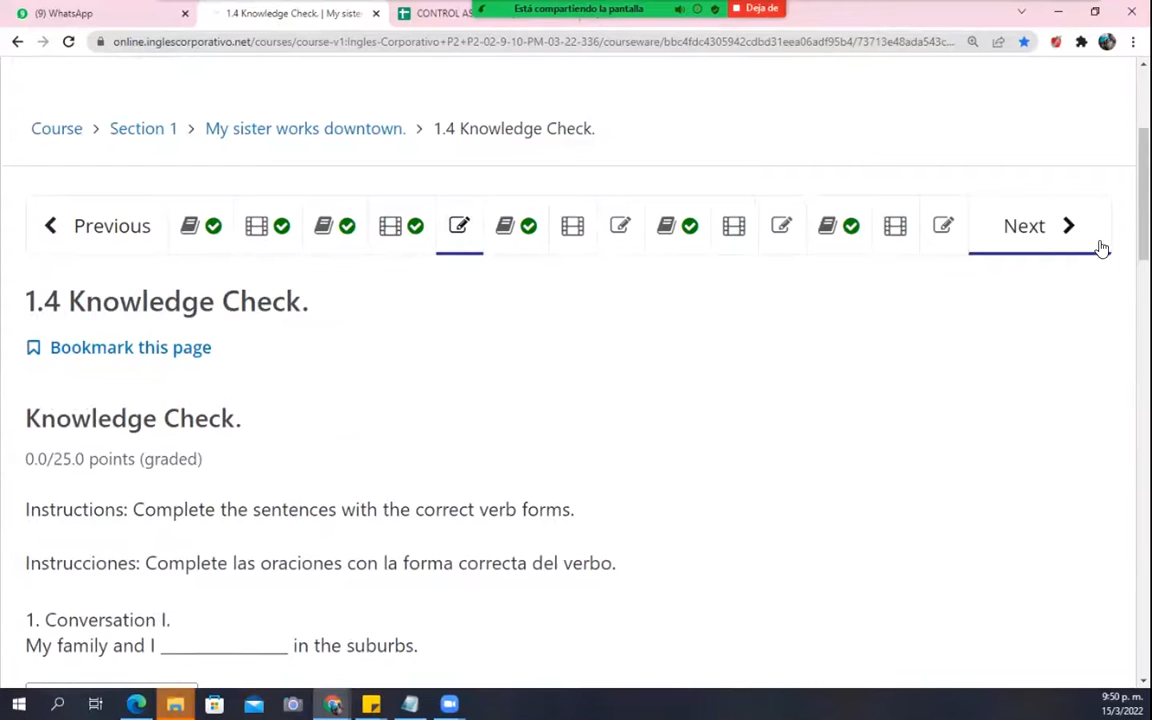 (9) WhatsApp
1.4 Knowledge Check. | My siste
CONTROL AS
Está compartiendo la pantalla
Deja de
online.inglescorporativo.net/courses/course-v1:Ingles-Corporativo+P2+P2-02-9-10-PM-03-22-336/courseware/bbc4fdc4305942cdbd31eea06adf95b4/73713e48ada543c...
Course > Section 1 > My sister works downtown. > 1.4 Knowledge Check.
Previous
Next
1.4 Knowledge Check.
Bookmark this page
Knowledge Check.
0.0/25.0 points (graded)
Instructions: Complete the sentences with the correct verb forms.
Instrucciones: Complete las oraciones con la forma correcta del verbo.
1. Conversation I.
My family and I _____________ in the suburbs.
9:50 p. m.
15/3/2022